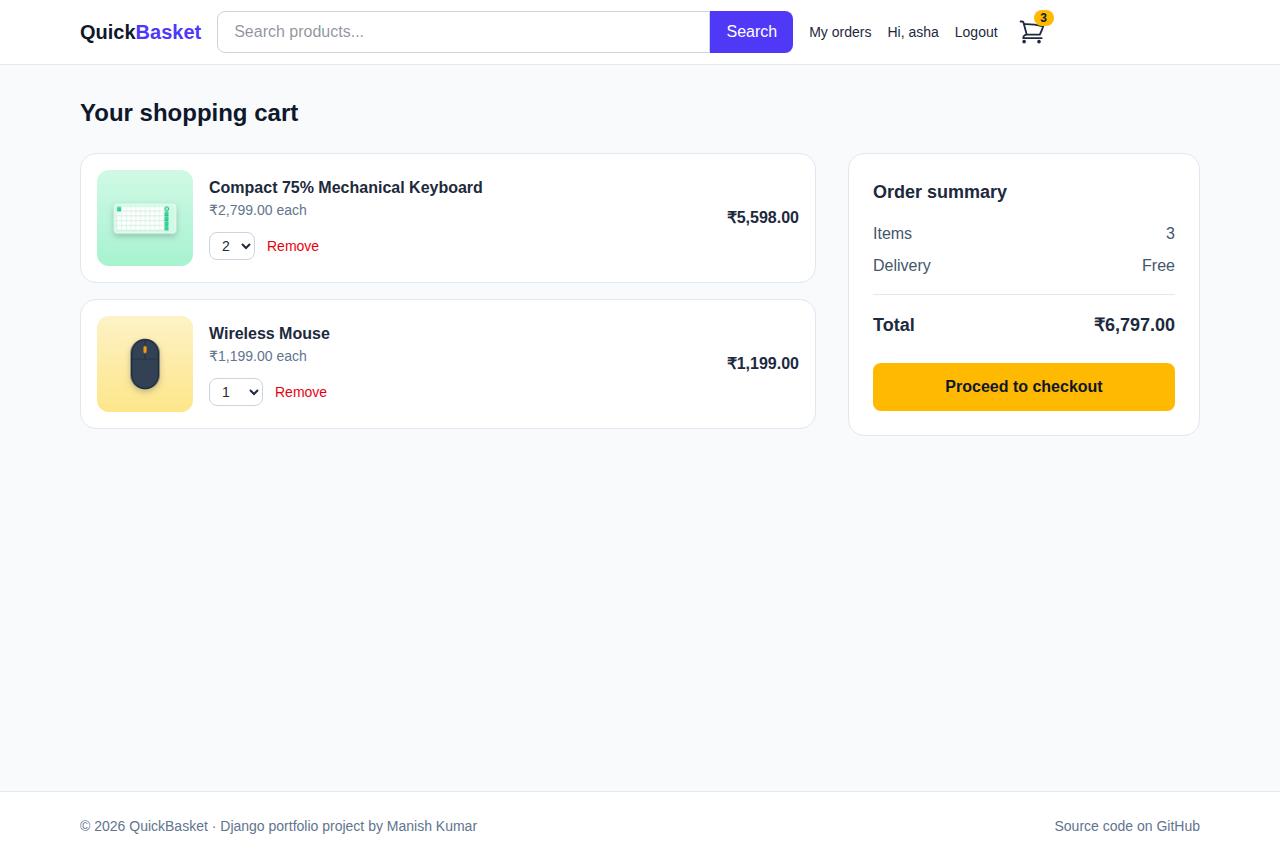 QuickBasket
Search products...
Search
My orders
Hi, asha
Logout
3
Your shopping cart
Compact 75% Mechanical Keyboard
₹2,799.00 each
2
Remove
₹5,598.00
Wireless Mouse
₹1,199.00 each
1
Remove
₹1,199.00
Order summary
Items 3
Delivery Free
Total ₹6,797.00
Proceed to checkout
© 2026 QuickBasket · Django portfolio project by Manish Kumar
Source code on GitHub